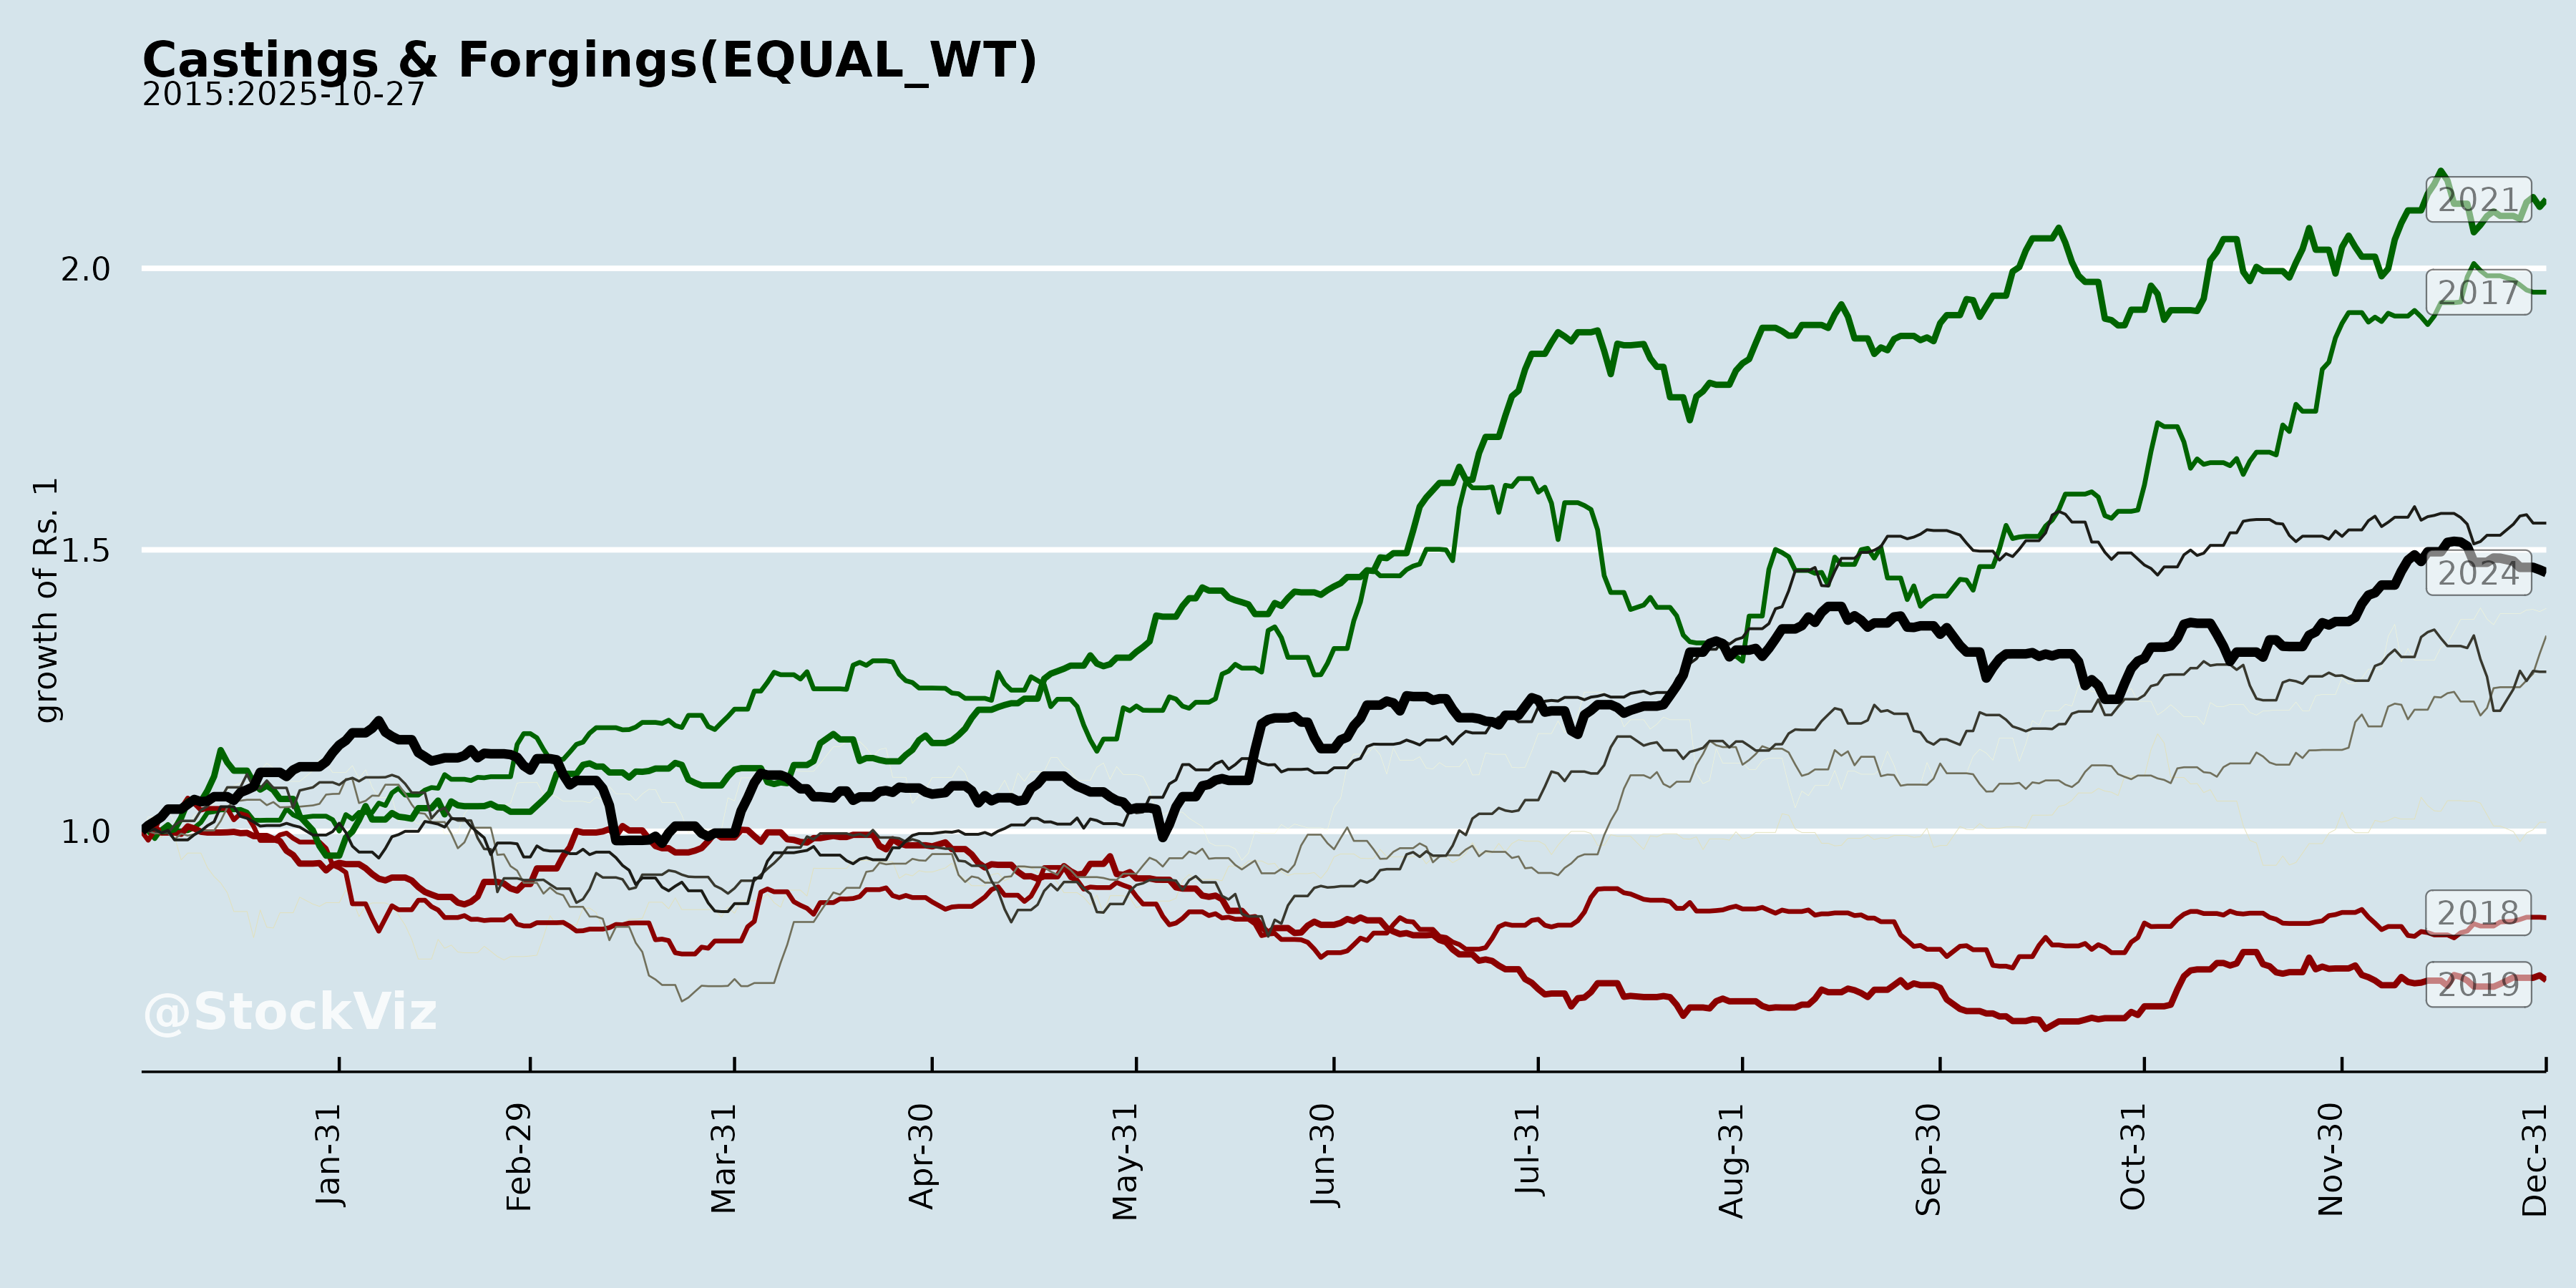 Castings & Forgings(EQUAL_WT)
2015:2025-10-27
growth of Rs. 1
2.0
1.5
1.0
2021
2017
2024
2018
2019
@StockViz
Jan-31
Feb-29
Mar-31
Apr-30
May-31
Jun-30
Jul-31
Aug-31
Sep-30
Oct-31
Nov-30
Dec-31